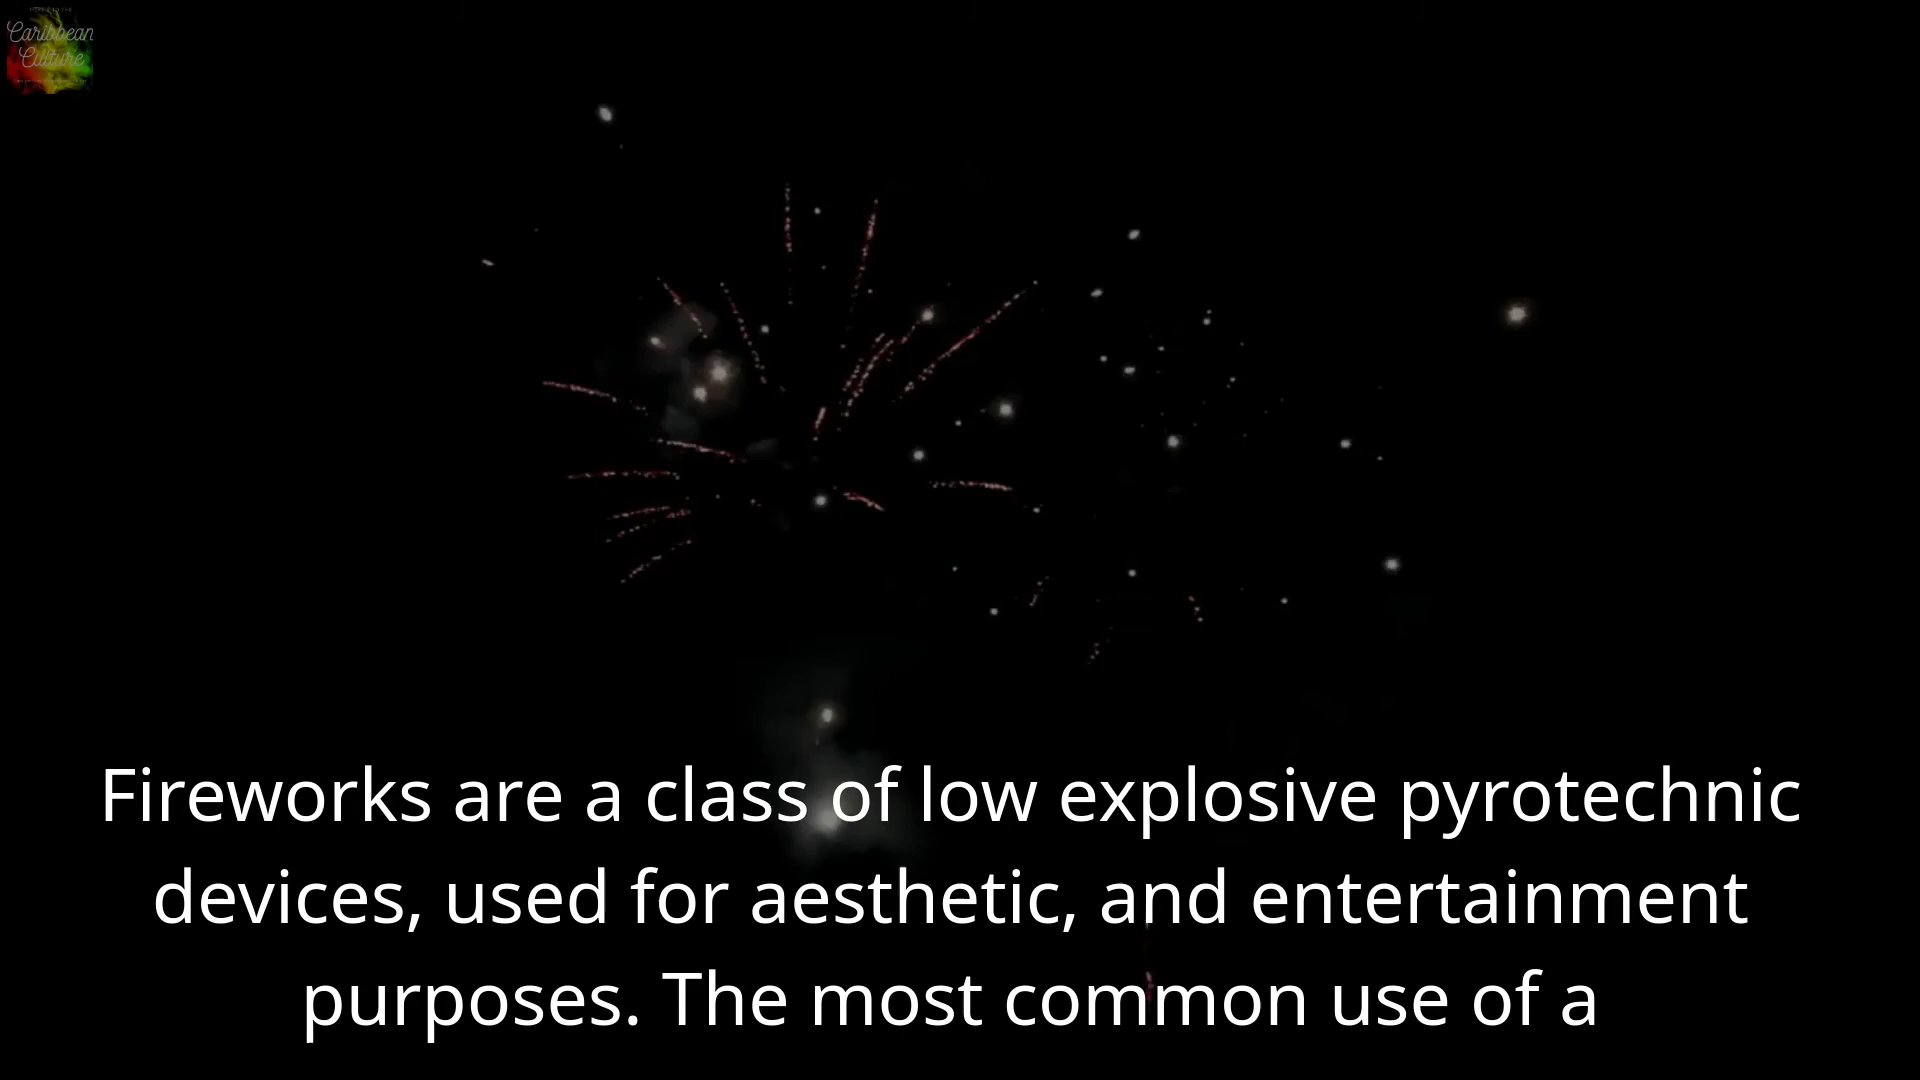 Caribbean
Culture
Fireworks are a class of low explosive pyrotechnic
devices, used for aesthetic, and entertainment
purposes. The most common use of a